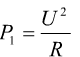 P₁ = U²/R